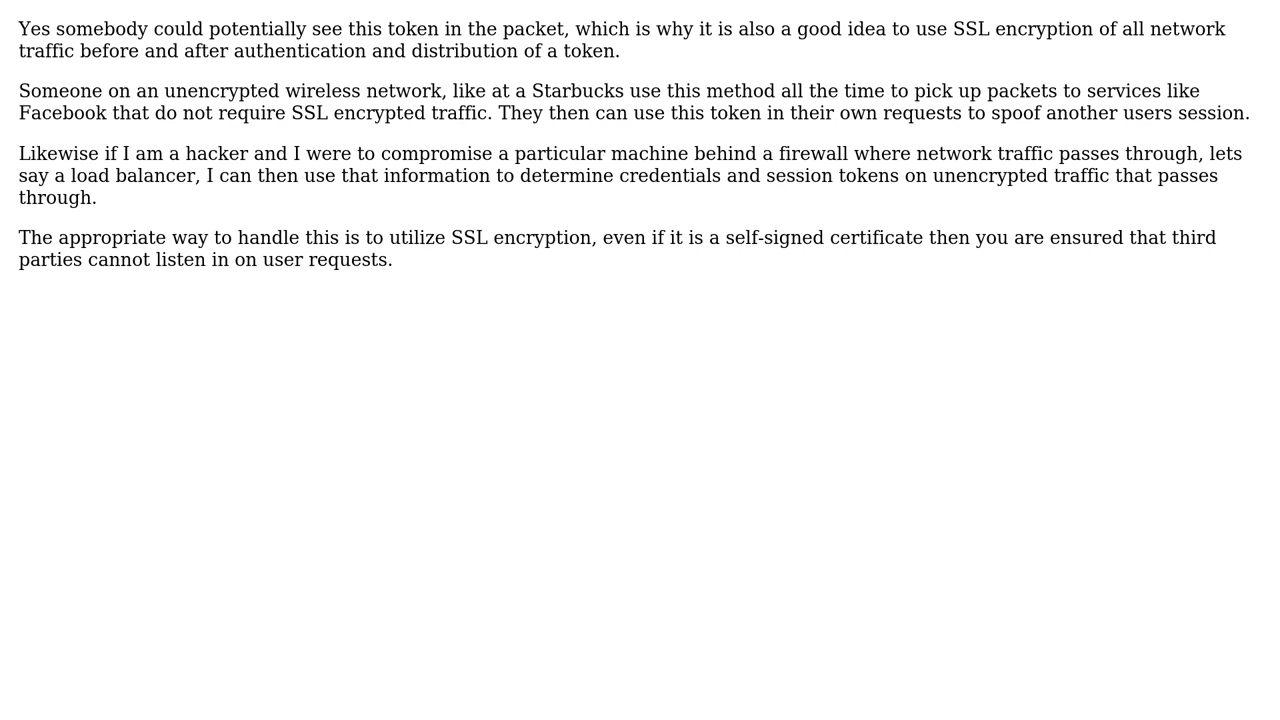 Yes somebody could potentially see this token in the packet, which is why it is also a good idea to use SSL encryption of all network
traffic before and after authentication and distribution of a token.
Someone on an unencrypted wireless network, like at a Starbucks use this method all the time to pick up packets to services like
Facebook that do not require SSL encrypted traffic. They then can use this token in their own requests to spoof another users session.
Likewise if I am a hacker and I were to compromise a particular machine behind a firewall where network traffic passes through, lets
say a load balancer, I can then use that information to determine credentials and session tokens on unencrypted traffic that passes
through.
The appropriate way to handle this is to utilize SSL encryption, even if it is a self-signed certificate then you are ensured that third
parties cannot listen in on user requests.